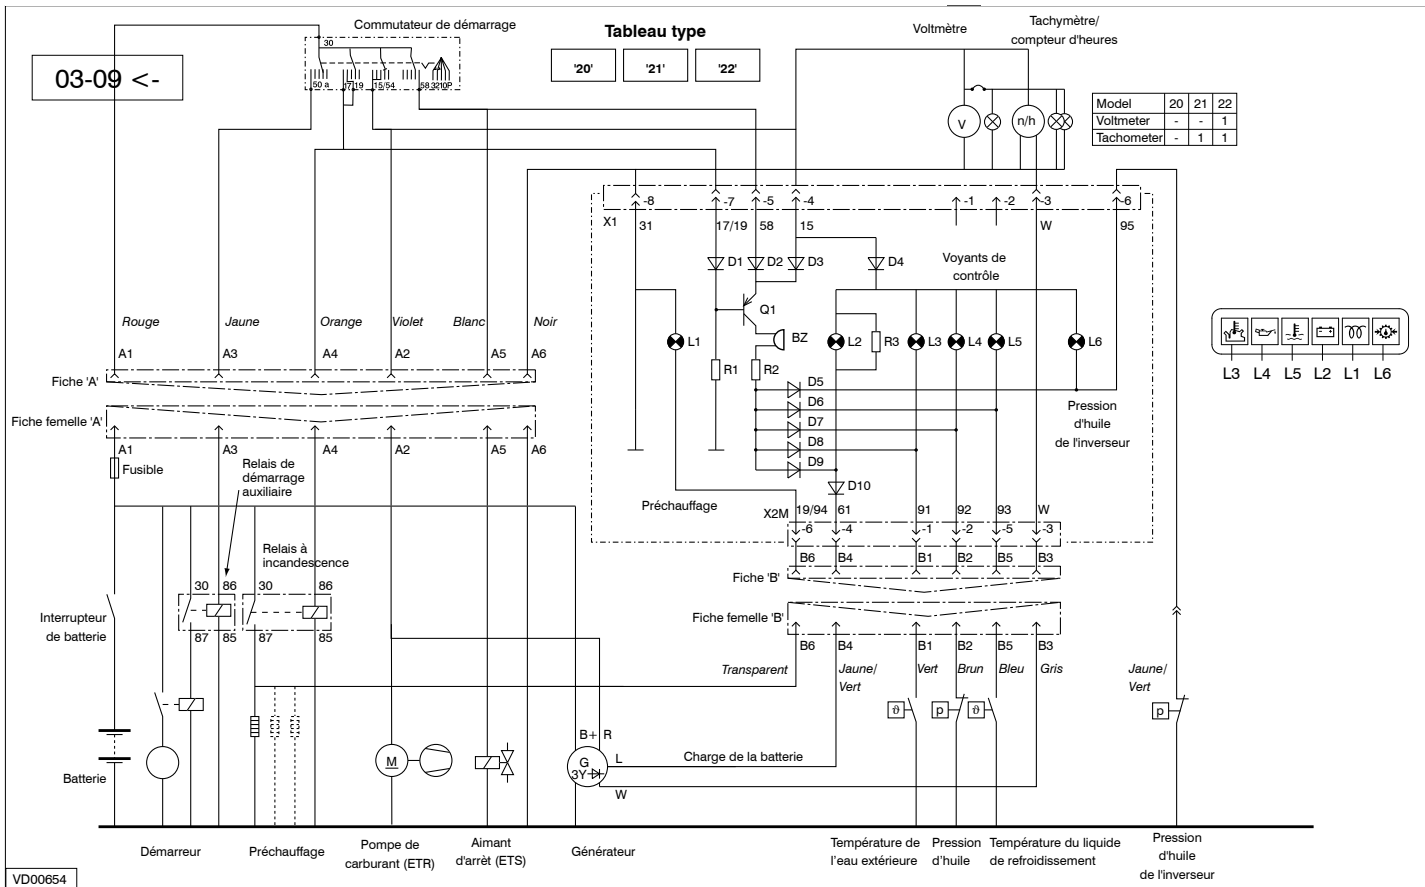 Commutateur de démarrage
Tableau type
Voltmètre
Tachymètre/
compteur d'heures
03-09 <-
30
'20'
'21'
'22'
50 a
17/19
15/54
58
3210P
V
n/h
Model 20 21 22
Voltmeter - - 1
Tachometer - 1 1
-8
-7
-5
-4
-1
-2
-3
-6
X1
31
17/19
58
15
W
95
D1
D2
D3
D4
Voyants de
contrôle
Q1
BZ
L1
L2
R3
L3
L4
L5
L6
R1
R2
D5
D6
D7
D8
D9
D10
Pression
d'huile
de l'inverseur
L3 L4 L5 L2 L1 L6
Rouge
Jaune
Orange
Violet
Blanc
Noir
A1
A3
A4
A2
A5
A6
Fiche 'A'
Fiche femelle 'A'
A1
A3
A4
A2
A5
A6
Fusible
Relais de
démarrage
auxiliaire
Préchauffage
X2M
19/94
61
91
92
93
W
-6
-4
-1
-2
-5
-3
B6
B4
B1
B2
B5
B3
Fiche 'B'
Fiche femelle 'B'
B6
B4
B1
B2
B5
B3
Relais à
incandescence
30
86
30
86
87
85
87
85
Interrupteur
de batterie
Transparent
Jaune/
Vert
Vert
Brun
Bleu
Gris
Jaune/
Vert
ϑ
p
ϑ
p
Batterie
M
B+
R
L
G
3Y
W
Charge de la batterie
Démarreur
Préchauffage
Pompe de
carburant (ETR)
Aimant
d'arrèt (ETS)
Générateur
Température de
l'eau extérieure
Pression
d'huile
Température du liquide
de refroidissement
Pression
d'huile
de l'inverseur
VD00654